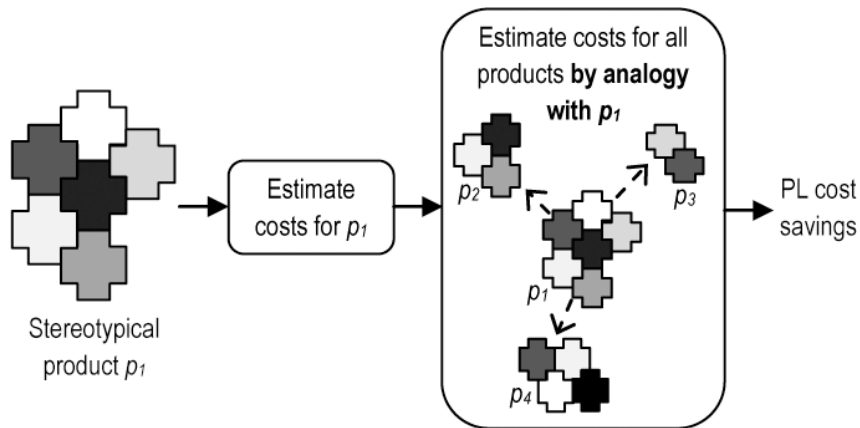 Stereotypical
product p1
Estimate
costs for p1
Estimate costs for all
products by analogy
with p1
p2
p3
p1
p4
PL cost
savings